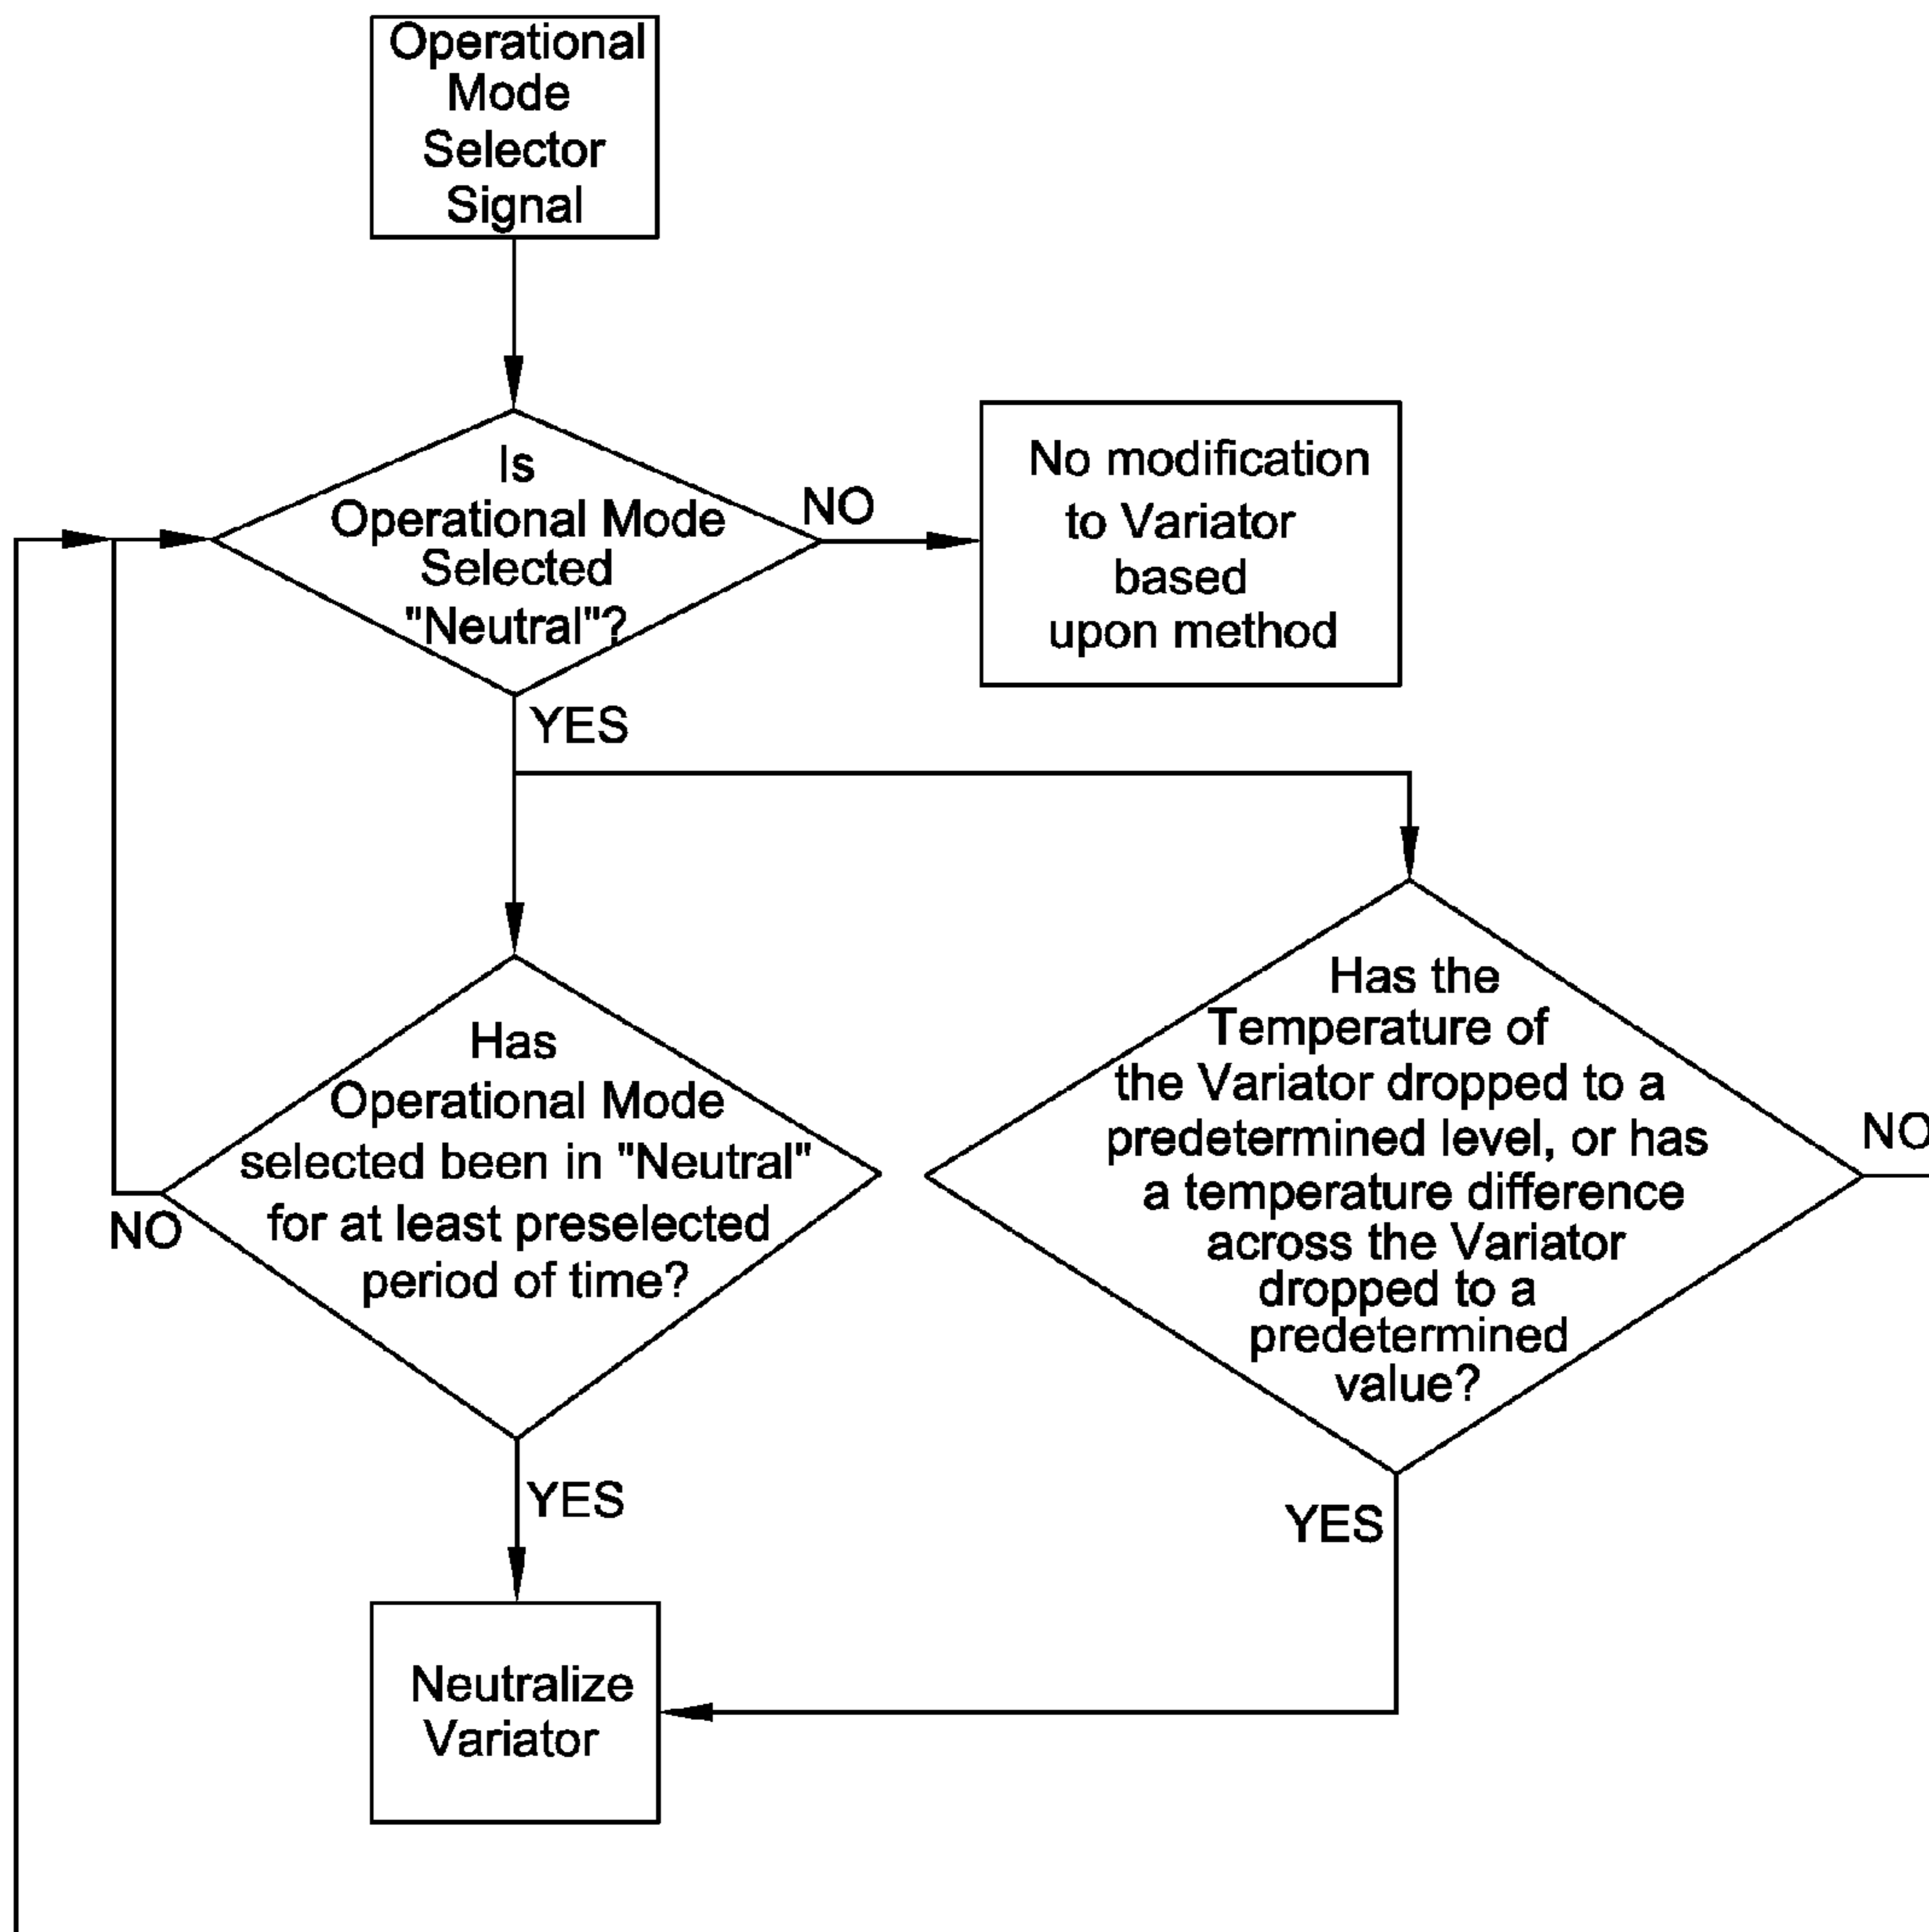 Operational
Mode
Selector
Signal
Is
Operational Mode
Selected
"Neutral"?
NO
No modification
to Variator
based
upon method
YES
Has
Operational Mode
selected been in "Neutral"
for at least preselected
period of time?
NO
YES
Has the
Temperature of
the Variator dropped to a
predetermined level, or has
a temperature difference
across the Variator
dropped to a
predetermined
value?
NO
YES
Neutralize
Variator